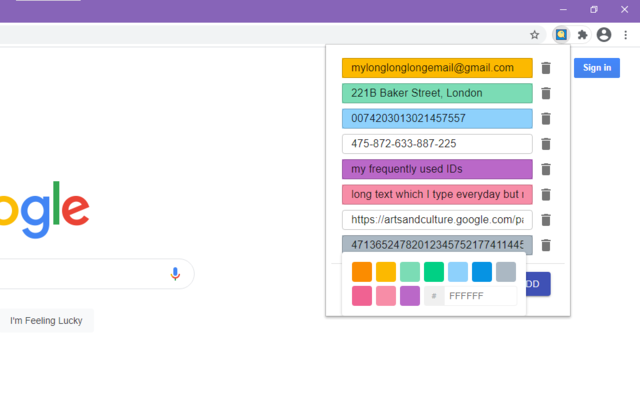 mylonglonglongemail@gmail.com
Sign in
221B Baker Street, London
0074203013021457557
475-872-633-887-225
my frequently used IDs
long text which I type everyday but
https://artsandculture.google.com/pa
ogle
47136524782012345752177411445
# FFFFFF
DD
I'm Feeling Lucky